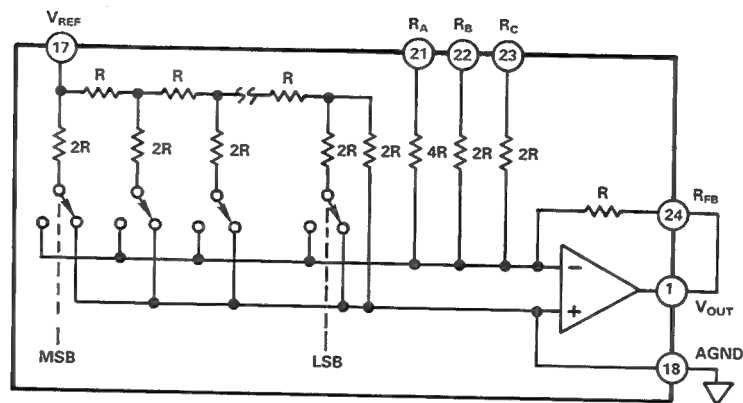 VREF
RA RB RC
17
21 22 23
R R R
2R 2R 2R 2R 2R 4R 2R 2R
R
RFB
24
−
+
1
VOUT
MSB
LSB
AGND
18